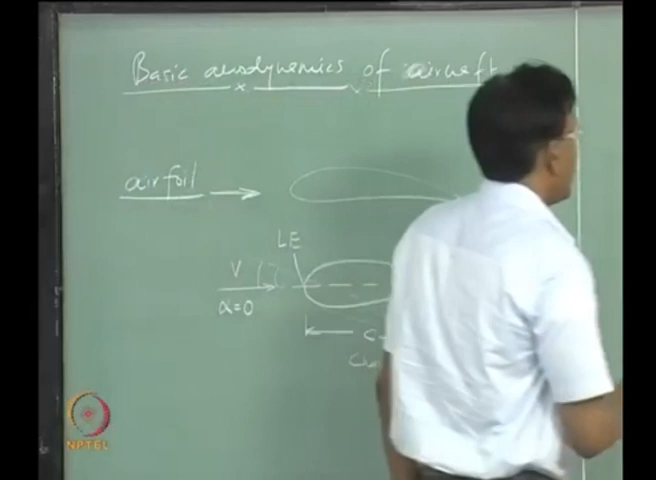 Basic aerodynamics of aircraft
airfoil
LE
V
α=0
c
NPTEL